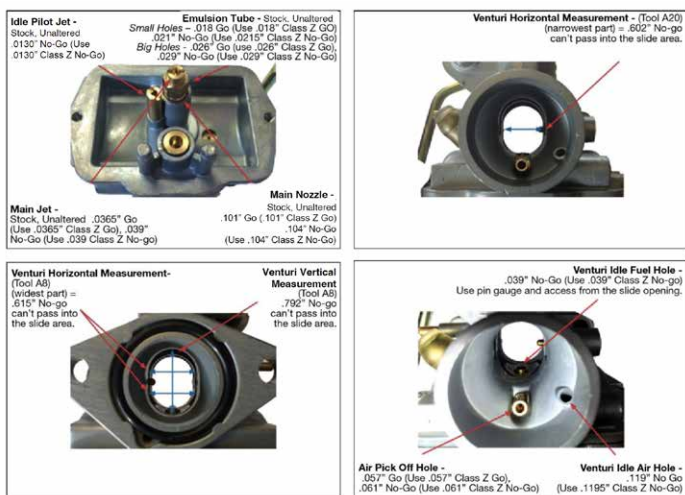 Idle Pilot Jet -
Stock, Unaltered
.0130" No-Go (Use
.0130" Class Z No-Go)
Emulsion Tube - Stock, Unaltered
Small Holes – .018 Go (Use .018" Class Z GO)
.021" No-Go (Use .0215" Class Z No-Go)
Big Holes - .026" Go (use .026" Class Z Go),
.029" No-Go (Use .029" Class Z No-Go)
Main Jet -
Stock, Unaltered .0365" Go
(Use .0365" Class Z Go), .039"
No-Go (Use .039 Class Z No-go)
Main Nozzle -
Stock, Unaltered
.101" Go (.101" Class Z Go)
.104" No-Go
(Use .104" Class Z No-Go)
Venturi Horizontal Measurement - (Tool A20)
(narrowest part) = .602" No-go
can't pass into the slide area.
Venturi Horizontal Measurement-
(Tool A8)
(widest part) =
.615" No-go
can't pass into
the slide area.
Venturi Vertical
Measurement
(Tool A8)
.792" No-go
can't pass into
the slide area.
Venturi Idle Fuel Hole -
.039" No-Go (Use .039" Class Z No-go)
Use pin gauge and access from the slide opening.
Air Pick Off Hole -
.057" Go (Use .057" Class Z Go),
.061" No-Go (Use .061" Class Z No-Go)
Venturi Idle Air Hole -
.119" No Go
(Use .1195" Class Z No-Go)